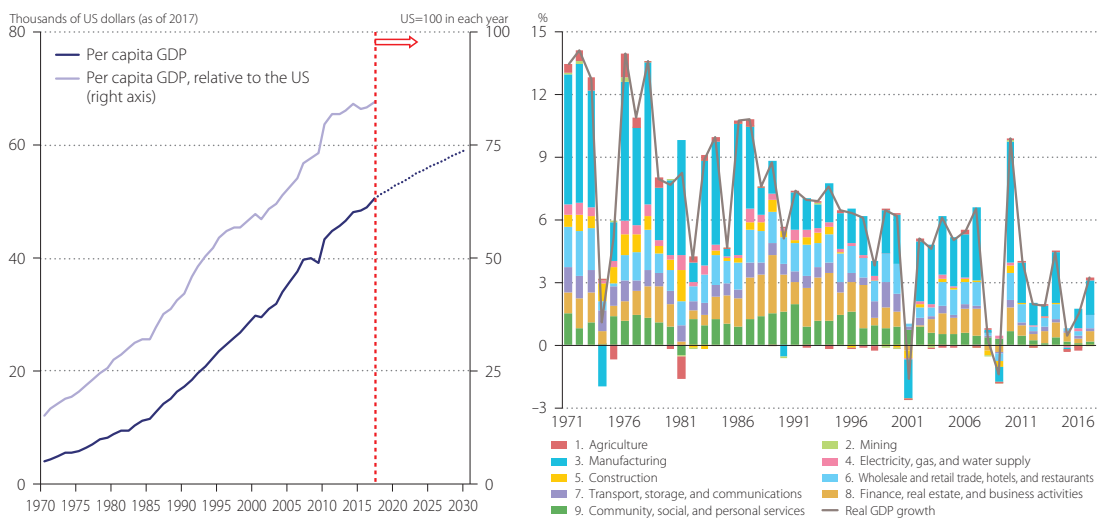 Thousands of US dollars (as of 2017)
US=100 in each year
80
60
40
20
0
100
75
50
25
0
Per capita GDP
Per capita GDP, relative to the US
(right axis)
1970 1975 1980 1985 1990 1995 2000 2005 2010 2015 2020 2025 2030
%
15
12
9
6
3
0
–3
1971 1976 1981 1986 1991 1996 2001 2006 2011 2016
1. Agriculture
2. Mining
3. Manufacturing
4. Electricity, gas, and water supply
5. Construction
6. Wholesale and retail trade, hotels, and restaurants
7. Transport, storage, and communications
8. Finance, real estate, and business activities
9. Community, social, and personal services
Real GDP growth